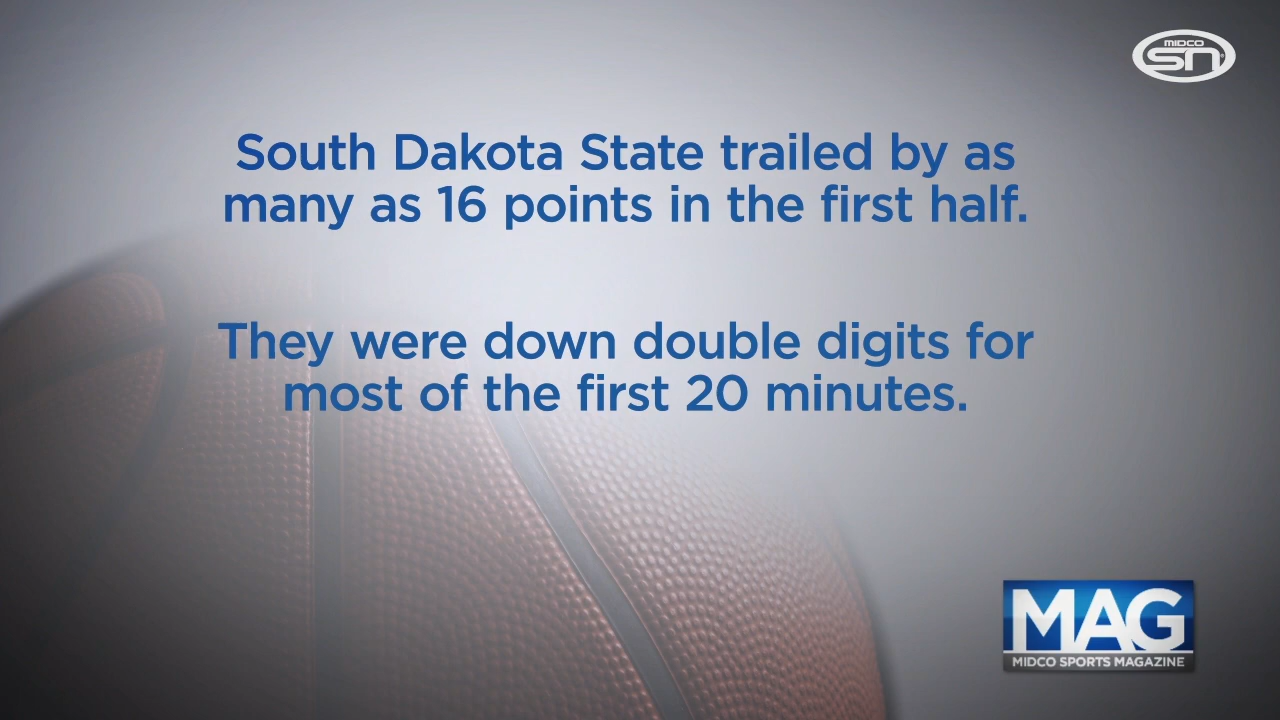 MIDCO
SN
South Dakota State trailed by as
many as 16 points in the first half.
They were down double digits for
most of the first 20 minutes.
MAG
MIDCO SPORTS MAGAZINE